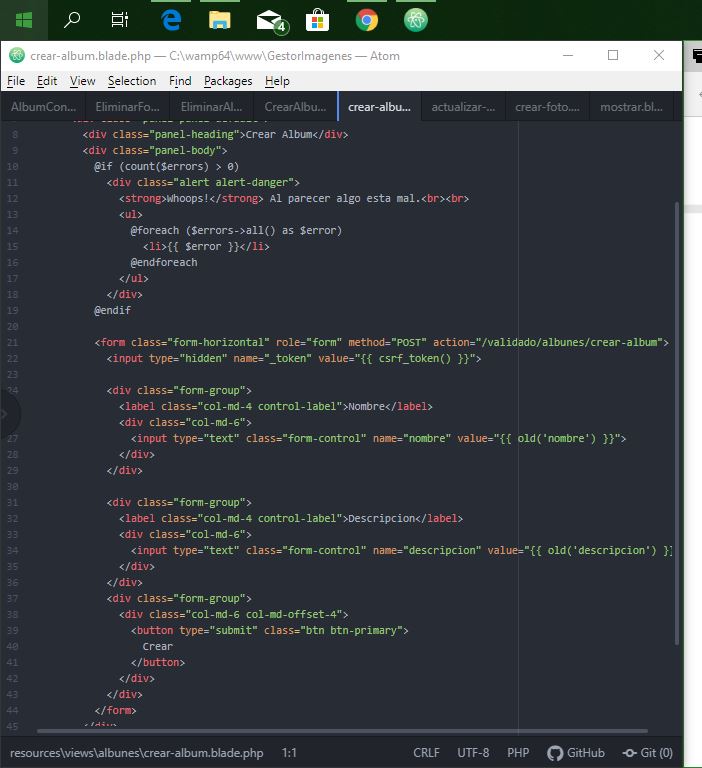 4
crear-album.blade.php — C:\wamp64\www\GestorImagenes — Atom
File Edit View Selection Find Packages Help
AlbumCon... EliminarFo... EliminarAl... CrearAlbu... crear-albu... actualizar-... crear-foto.... mostrar.bl...
8 <div class="panel-heading">Crear Album</div>
9 <div class="panel-body">
10 @if (count($errors) > 0)
11 <div class="alert alert-danger">
12 <strong>Whoops!</strong> Al parecer algo esta mal.<br><br>
13 <ul>
14 @foreach ($errors->all() as $error)
15 <li>{{ $error }}</li>
16 @endforeach
17 </ul>
18 </div>
19 @endif
20
21 <form class="form-horizontal" role="form" method="POST" action="/validado/albunes/crear-album">
22 <input type="hidden" name="_token" value="{{ csrf_token() }}">
23
24 <div class="form-group">
<label class="col-md-4 control-label">Nombre</label>
<div class="col-md-6">
27 <input type="text" class="form-control" name="nombre" value="{{ old('nombre') }}">
28 </div>
29 </div>
30
31 <div class="form-group">
32 <label class="col-md-4 control-label">Descripcion</label>
33 <div class="col-md-6">
34 <input type="text" class="form-control" name="descripcion" value="{{ old('descripcion') }}
35 </div>
36 </div>
37 <div class="form-group">
38 <div class="col-md-6 col-md-offset-4">
39 <button type="submit" class="btn btn-primary">
40 Crear
41 </button>
42 </div>
43 </div>
44 </form>
45 </div>
resources\views\albunes\crear-album.blade.php 1:1 CRLF UTF-8 PHP GitHub Git (0)